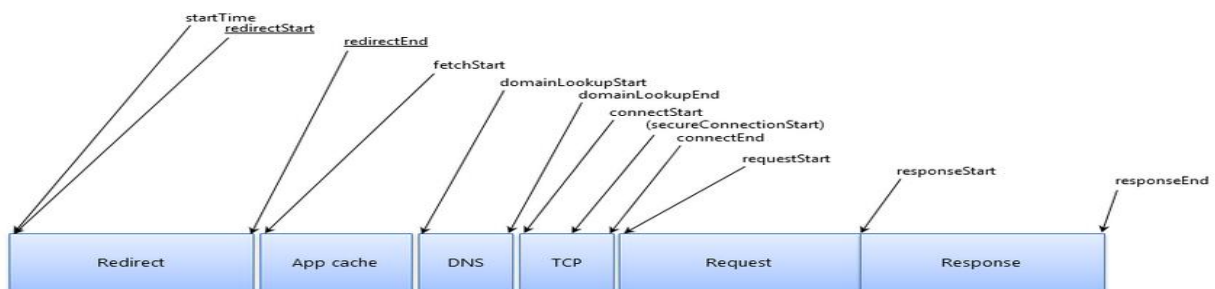 startTime
redirectStart
redirectEnd
fetchStart
domainLookupStart
domainLookupEnd
connectStart
(secureConnectionStart)
connectEnd
requestStart
responseStart
responseEnd
Redirect
App cache
DNS
TCP
Request
Response